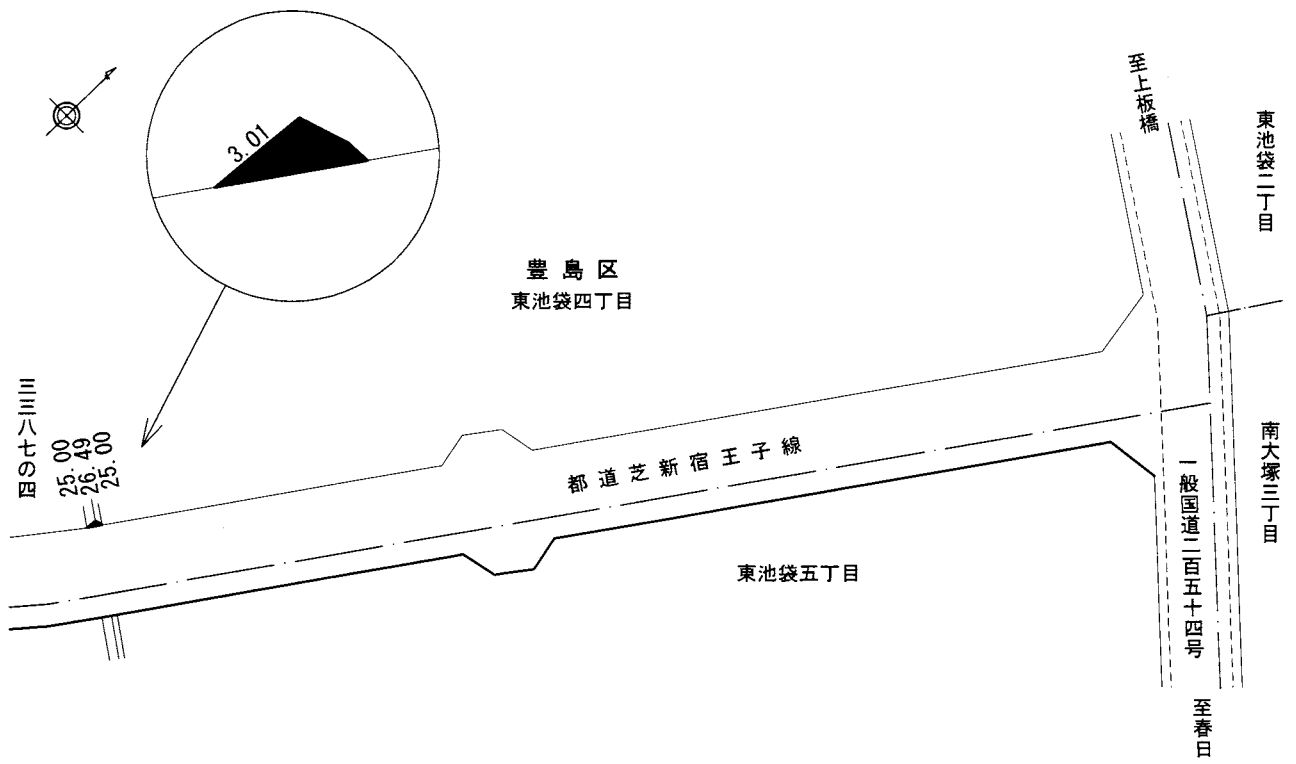 3.01
至上板橋
東池袋二丁目
豊島区
東池袋四丁目
三三八七の四
25.00
26.49
25.00
都道芝新宿王子線
南大塚三丁目
一般国道二百五十四号
東池袋五丁目
至春日